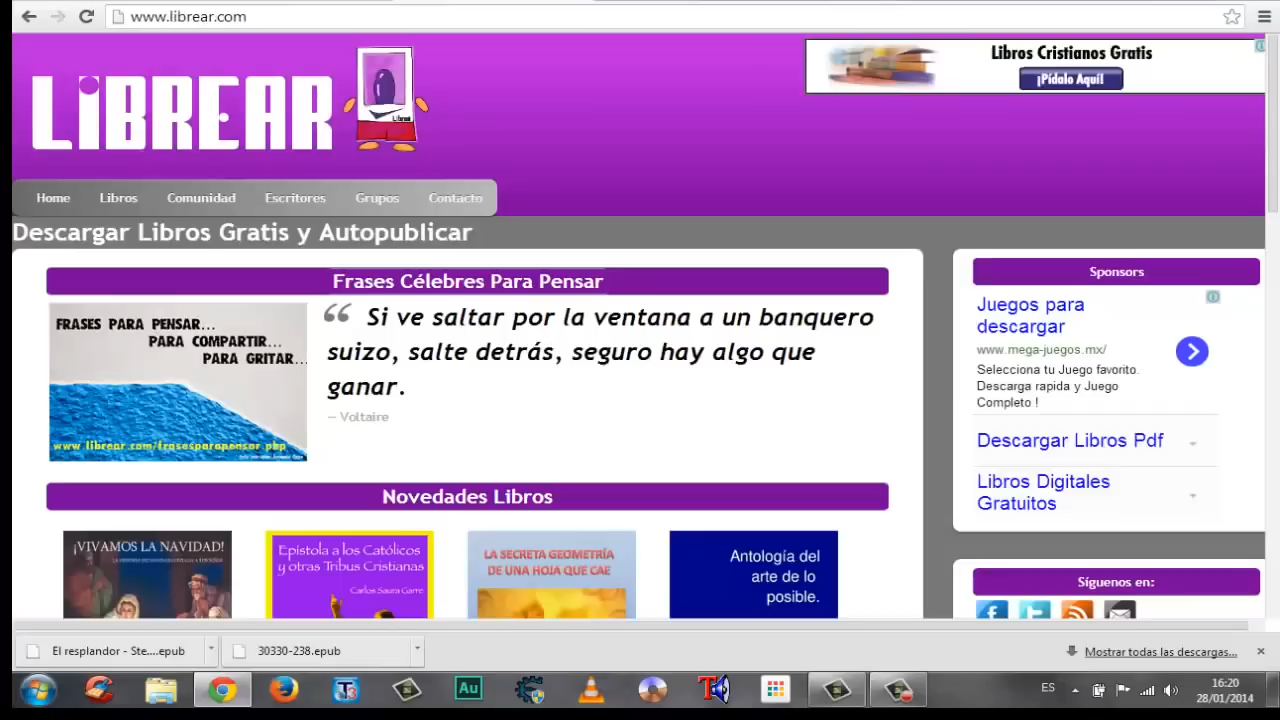 www.librear.com
LiBREAR
Librear
Libros Cristianos Gratis
¡Pídalo Aquí!
Home Libros Comunidad Escritores Grupos Contacto
Descargar Libros Gratis y Autopublicar
Frases Célebres Para Pensar
FRASES PARA PENSAR...
PARA COMPARTIR...
PARA GRITAR...
www.librear.com/frasesparapensar.php
“ Si ve saltar por la ventana a un banquero
suizo, salte detrás, seguro hay algo que
ganar.
— Voltaire
Novedades Libros
¡VIVAMOS LA NAVIDAD!
Epístola a los Católicos
y otras Tribus Cristianas
Carlos Saura Garre
LA SECRETA GEOMETRÍA
DE UNA HOJA QUE CAE
Antología del
arte de lo
posible.
Sponsors
Juegos para
descargar
www.mega-juegos.mx/
Selecciona tu Juego favorito.
Descarga rapida y Juego
Completo !
Descargar Libros Pdf
Libros Digitales
Gratuitos
Síguenos en:
El resplandor - Ste....epub
30330-238.epub
Mostrar todas las descargas...
Au
ES
16:20
28/01/2014